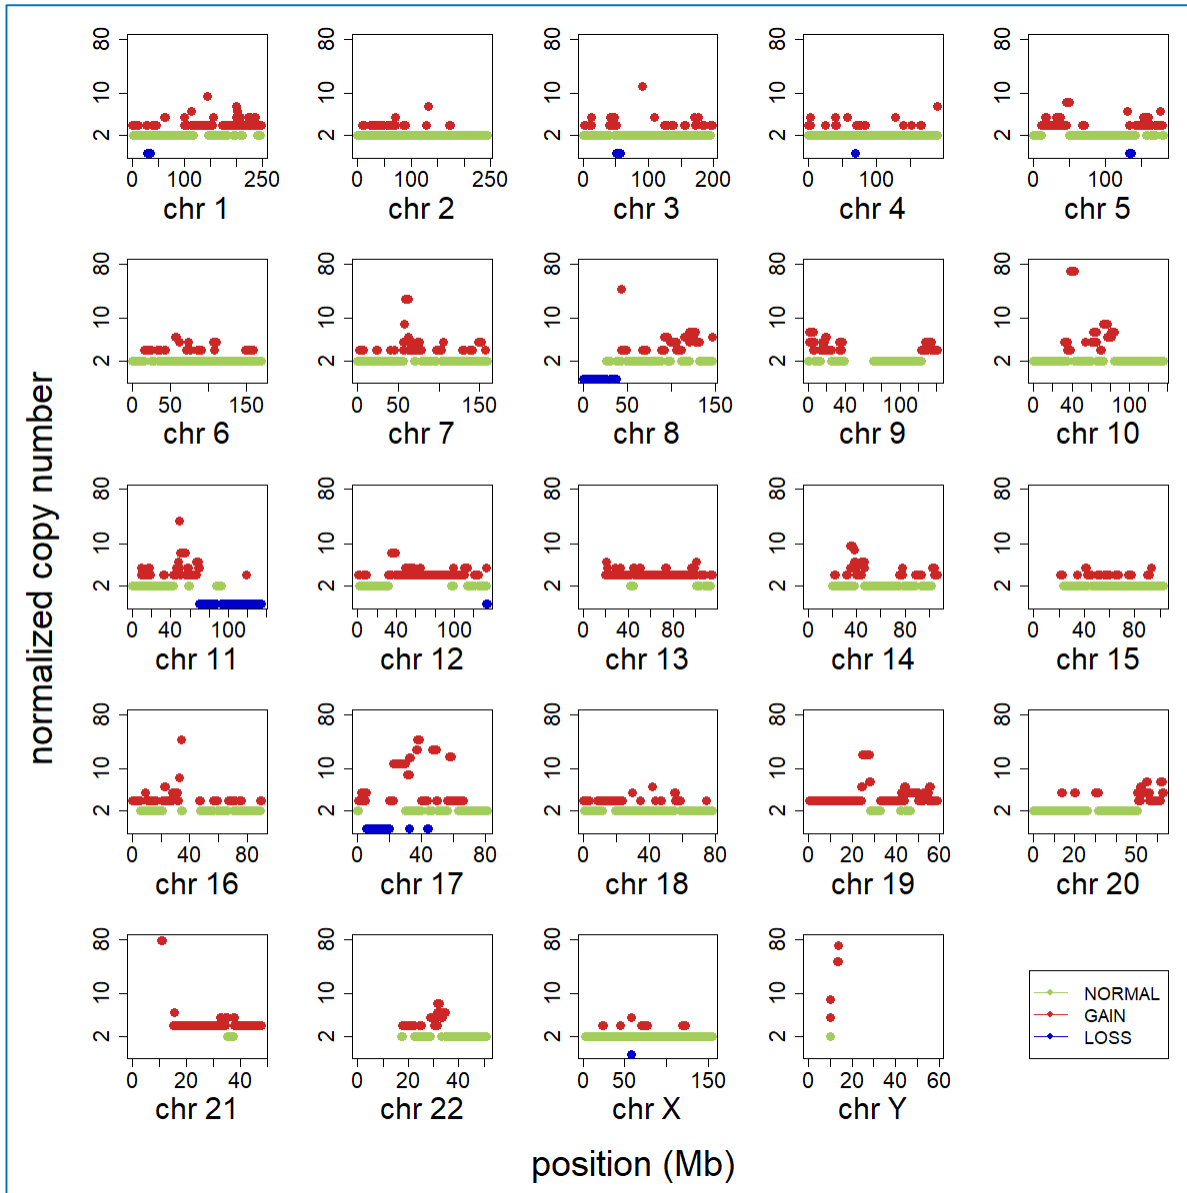 normalized copy number
80 10 2 0 100 250
chr 1
80 10 2 0 100 250
chr 2
80 10 2 0 100 200
chr 3
80 10 2 0 100
chr 4
80 10 2 0 100
chr 5
80 10 2 0 50 150
chr 6
80 10 2 0 50 150
chr 7
80 10 2 0 50 150
chr 8
80 10 2 0 40 100
chr 9
80 10 2 0 40 100
chr 10
80 10 2 0 40 100
chr 11
80 10 2 0 40 100
chr 12
80 10 2 0 40 80
chr 13
80 10 2 0 40 80
chr 14
80 10 2 0 40 80
chr 15
80 10 2 0 40 80
chr 16
80 10 2 0 40 80
chr 17
80 10 2 0 40 80
chr 18
80 10 2 0 20 40 60
chr 19
80 10 2 0 20 50
chr 20
80 10 2 0 20 40
chr 21
80 10 2 0 20 40
chr 22
80 10 2 0 50 150
chr X
80 10 2 0 20 40 60
chr Y
NORMAL
GAIN
LOSS
position (Mb)